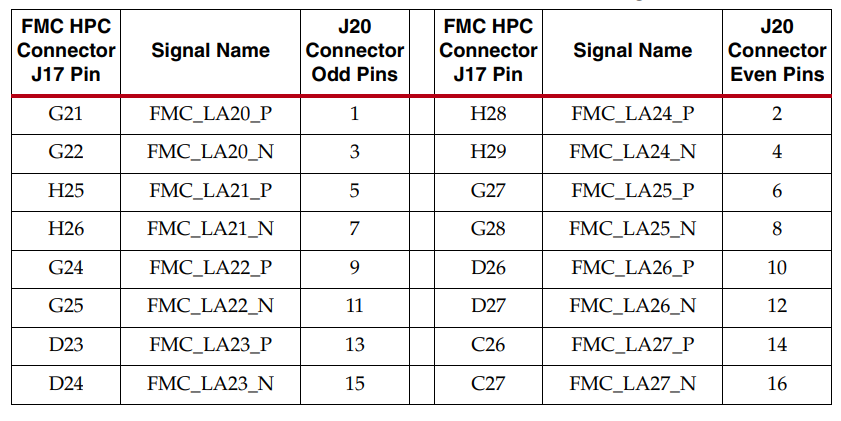 FMC HPC Connector J17 Pin | Signal Name | J20 Connector Odd Pins | FMC HPC Connector J17 Pin | Signal Name | J20 Connector Even Pins
G21 | FMC_LA20_P | 1 | H28 | FMC_LA24_P | 2
G22 | FMC_LA20_N | 3 | H29 | FMC_LA24_N | 4
H25 | FMC_LA21_P | 5 | G27 | FMC_LA25_P | 6
H26 | FMC_LA21_N | 7 | G28 | FMC_LA25_N | 8
G24 | FMC_LA22_P | 9 | D26 | FMC_LA26_P | 10
G25 | FMC_LA22_N | 11 | D27 | FMC_LA26_N | 12
D23 | FMC_LA23_P | 13 | C26 | FMC_LA27_P | 14
D24 | FMC_LA23_N | 15 | C27 | FMC_LA27_N | 16